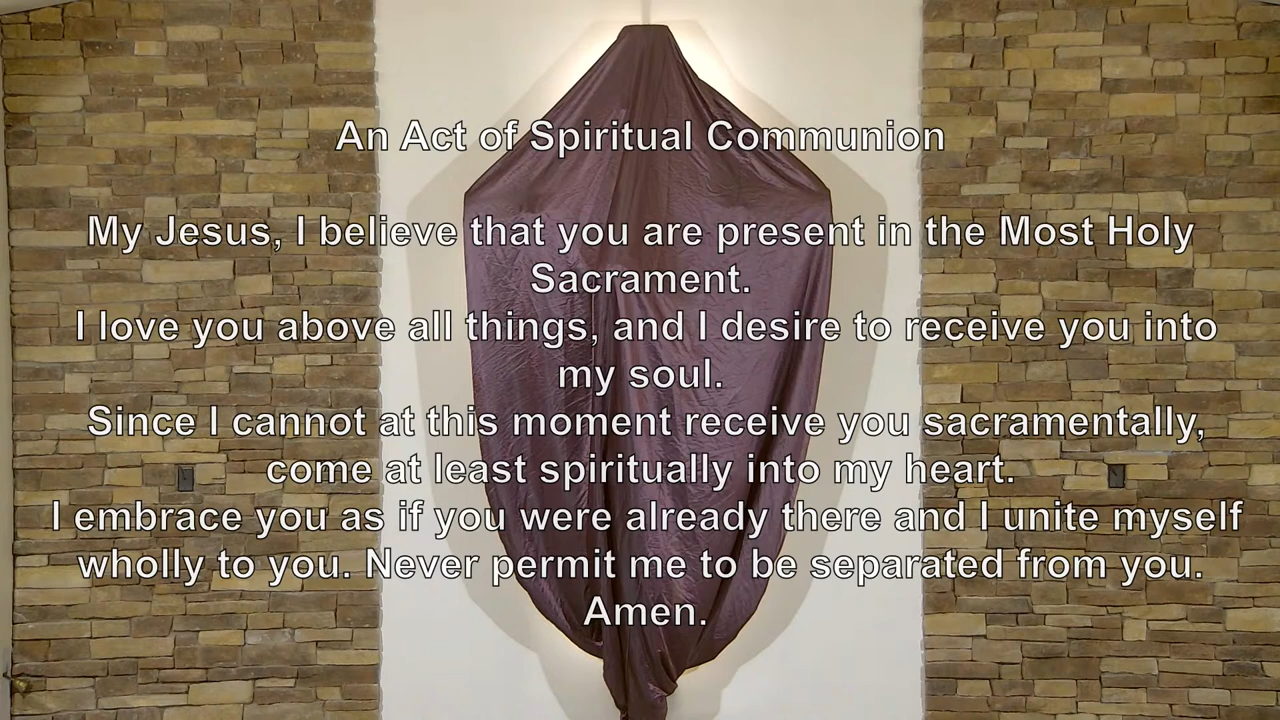 An Act of Spiritual Communion
My Jesus, I believe that you are present in the Most Holy
Sacrament.
I love you above all things, and I desire to receive you into
my soul.
Since I cannot at this moment receive you sacramentally,
come at least spiritually into my heart.
I embrace you as if you were already there and I unite myself
wholly to you. Never permit me to be separated from you.
Amen.